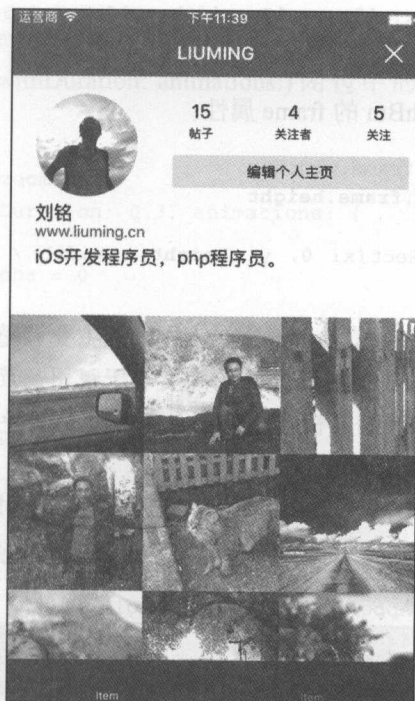 运营商 下午11:39
LIUMING
15 4 5
帖子 关注者 关注
编辑个人主页
刘铭
www.liuming.cn
iOS开发程序员，php程序员。
Item Item